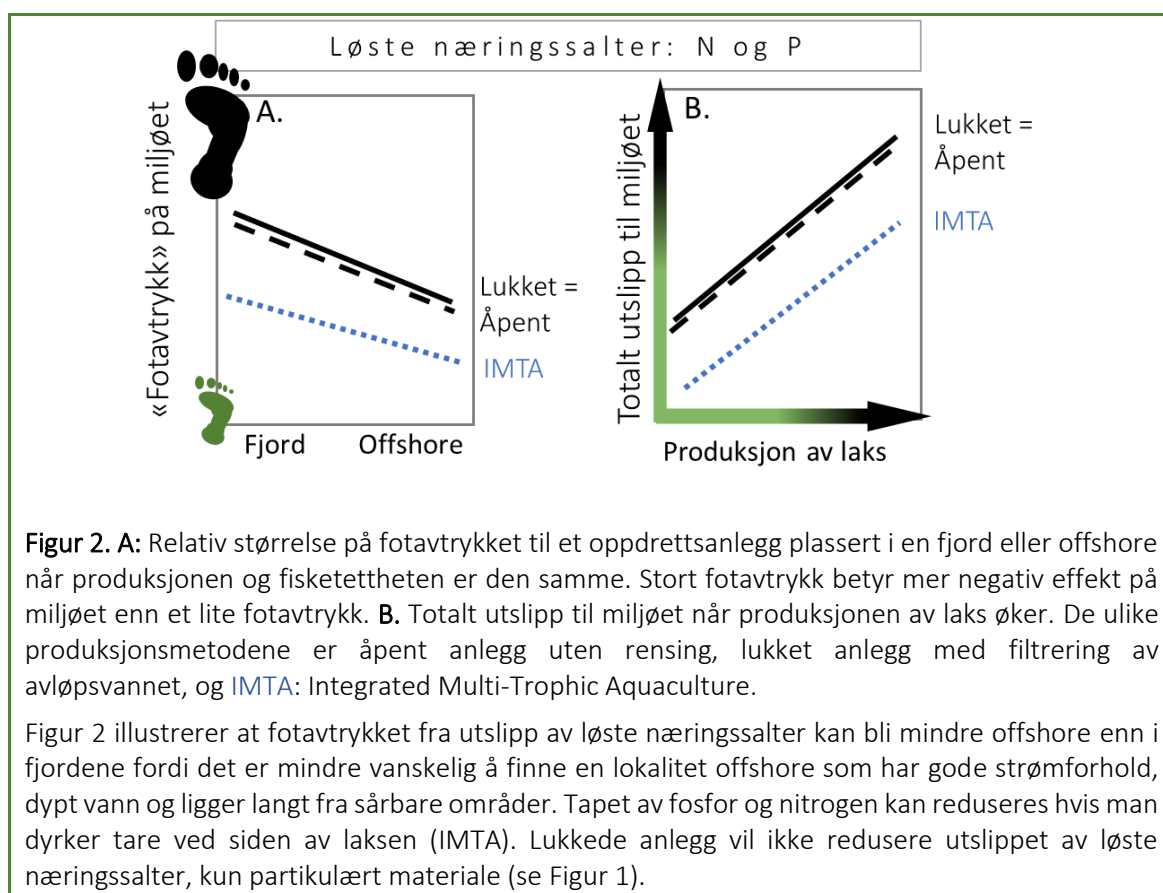 Løste næringssalter: N og P
A.
«Fotavtrykk» på miljøet
Lukket =
Åpent
IMTA
Fjord Offshore
B.
Totalt utslipp til miljøet
Lukket =
Åpent
IMTA
Produksjon av laks
Figur 2. A: Relativ størrelse på fotavtrykket til et oppdrettsanlegg plassert i en fjord eller offshore
når produksjonen og fisketettheten er den samme. Stort fotavtrykk betyr mer negativ effekt på
miljøet enn et lite fotavtrykk. B. Totalt utslipp til miljøet når produksjonen av laks øker. De ulike
produksjonsmetodene er åpent anlegg uten rensing, lukket anlegg med filtrering av
avløpsvannet, og IMTA: Integrated Multi-Trophic Aquaculture.
Figur 2 illustrerer at fotavtrykket fra utslipp av løste næringssalter kan bli mindre offshore enn i
fjordene fordi det er mindre vanskelig å finne en lokalitet offshore som har gode strømforhold,
dypt vann og ligger langt fra sårbare områder. Tapet av fosfor og nitrogen kan reduseres hvis man
dyrker tare ved siden av laksen (IMTA). Lukkede anlegg vil ikke redusere utslippet av løste
næringssalter, kun partikulært materiale (se Figur 1).